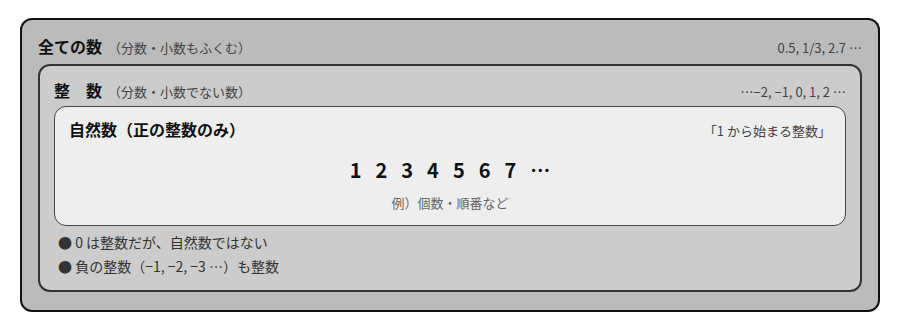 全ての数 （分数・小数もふくむ） 0.5, 1/3, 2.7 …
整　数 （分数・小数でない数） …−2, −1, 0, 1, 2 …
自然数（正の整数のみ） 「1 から始まる整数」
1 2 3 4 5 6 7 …
例）個数・順番など
● 0 は整数だが、自然数ではない
● 負の整数（−1, −2, −3 …）も整数